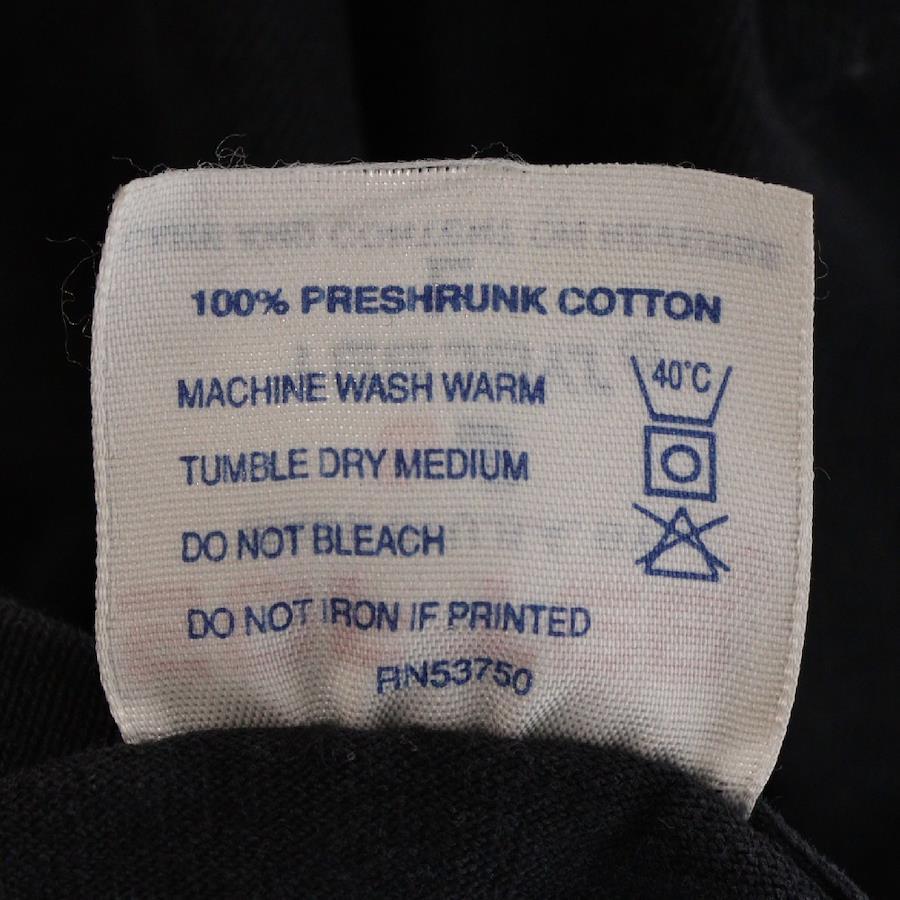 100% PRESHRUNK COTTON
MACHINE WASH WARM
40°C
TUMBLE DRY MEDIUM
DO NOT BLEACH
DO NOT IRON IF PRINTED
RN53750